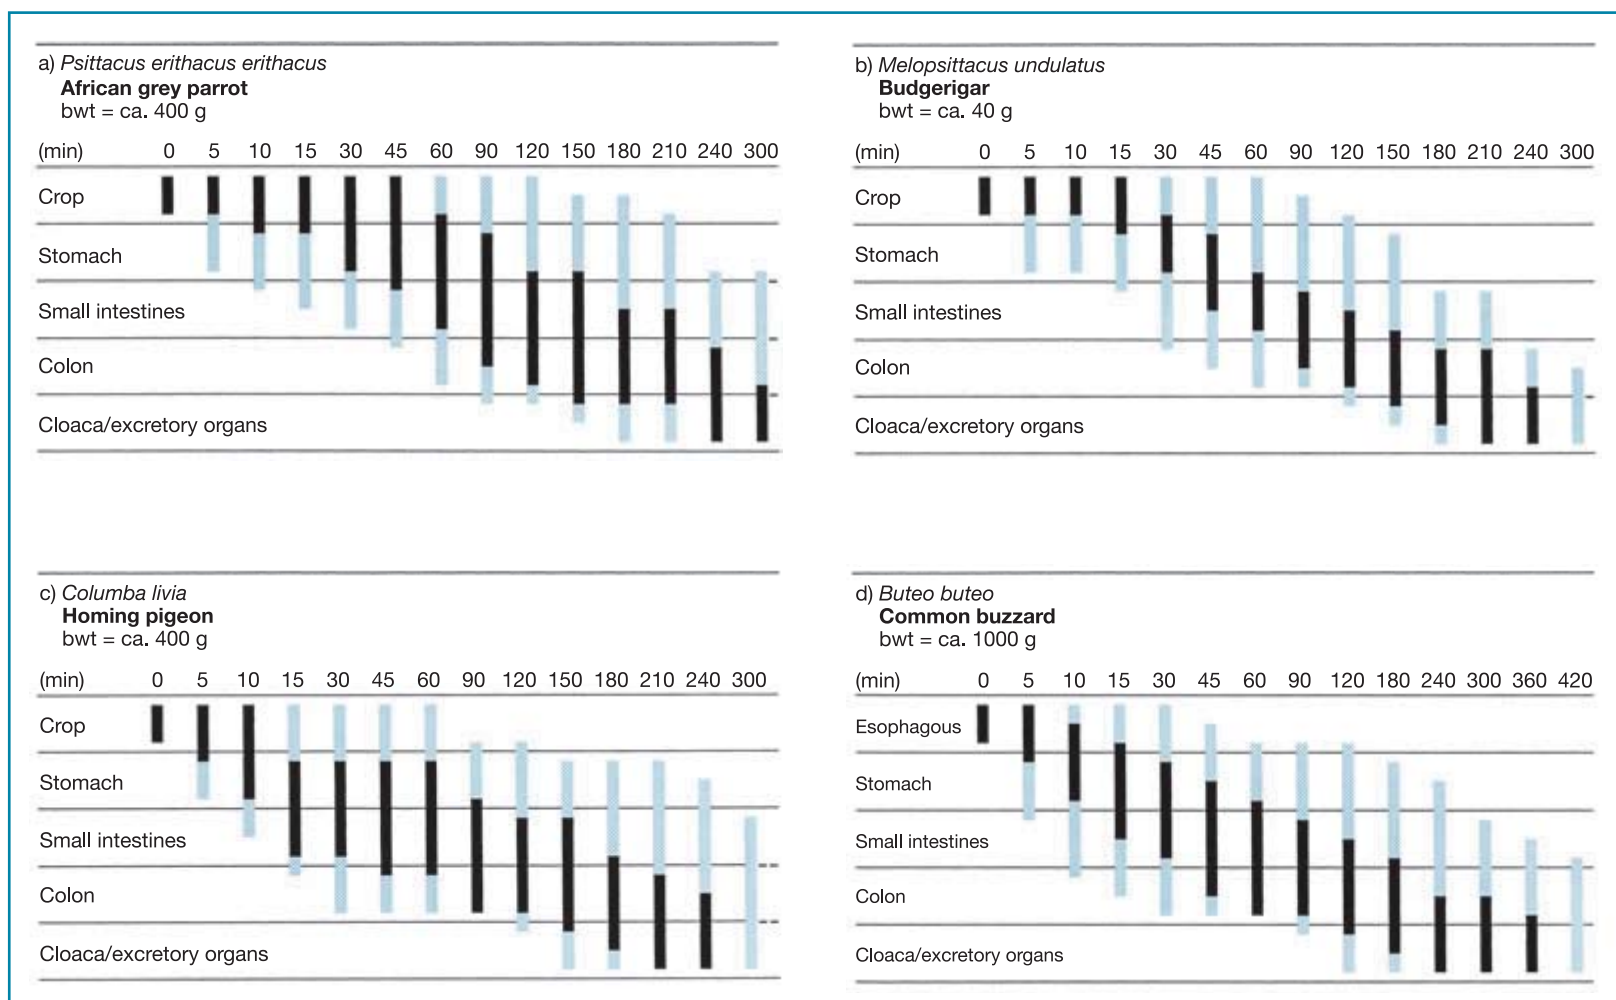 a) Psittacus erithacus erithacus
African grey parrot
bwt = ca. 400 g
(min) 0 5 10 15 30 45 60 90 120 150 180 210 240 300
Crop
Stomach
Small intestines
Colon
Cloaca/excretory organs
b) Melopsittacus undulatus
Budgerigar
bwt = ca. 40 g
(min) 0 5 10 15 30 45 60 90 120 150 180 210 240 300
Crop
Stomach
Small intestines
Colon
Cloaca/excretory organs
c) Columba livia
Homing pigeon
bwt = ca. 400 g
(min) 0 5 10 15 30 45 60 90 120 150 180 210 240 300
Crop
Stomach
Small intestines
Colon
Cloaca/excretory organs
d) Buteo buteo
Common buzzard
bwt = ca. 1000 g
(min) 0 5 10 15 30 45 60 90 120 180 240 300 360 420
Esophagous
Stomach
Small intestines
Colon
Cloaca/excretory organs